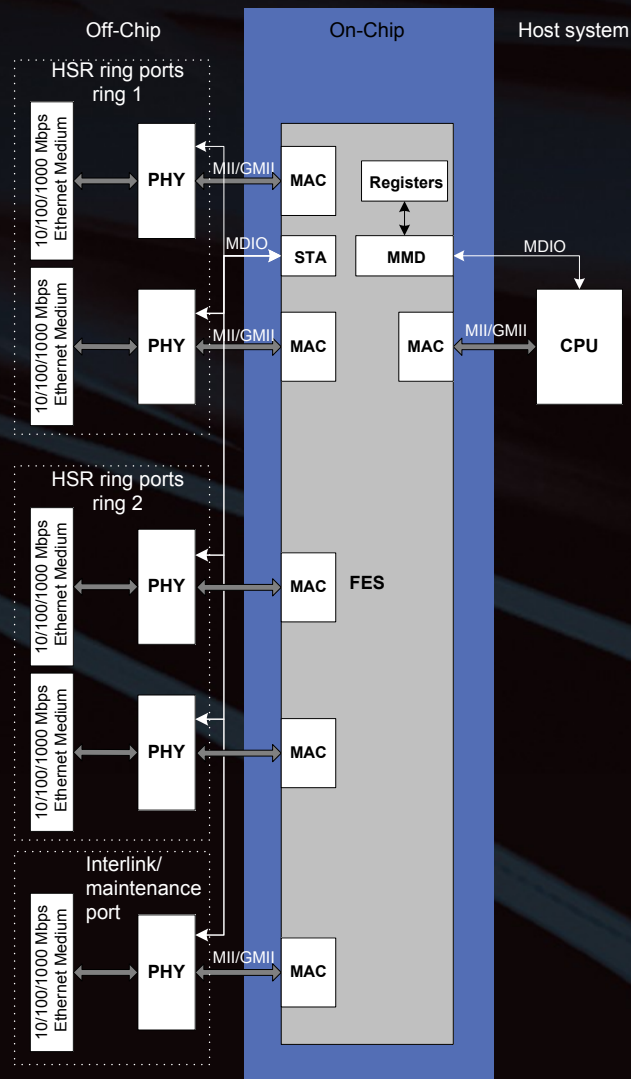 Off-Chip
On-Chip
Host system
HSR ring ports
ring 1
10/100/1000 Mbps
Ethernet Medium
PHY
MII/GMII
MAC
Registers
MDIO
STA
MMD
MDIO
10/100/1000 Mbps
Ethernet Medium
PHY
MII/GMII
MAC
MAC
MII/GMII
CPU
HSR ring ports
ring 2
10/100/1000 Mbps
Ethernet Medium
PHY
MAC
FES
10/100/1000 Mbps
Ethernet Medium
PHY
MAC
Interlink/
maintenance
port
10/100/1000 Mbps
Ethernet Medium
PHY
MII/GMII
MAC